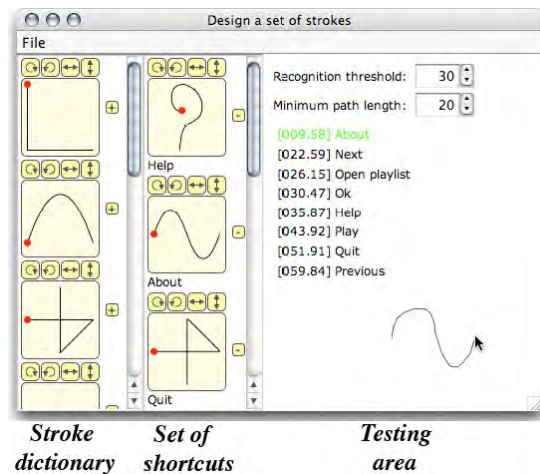 Design a set of strokes
File
+
+
+
-
Help
-
About
-
Quit
Recognition threshold: 30
Minimum path length: 20
[009.58] About
[022.59] Next
[026.15] Open playlist
[030.47] Ok
[035.87] Help
[043.92] Play
[051.91] Quit
[059.84] Previous
Stroke dictionary
Set of shortcuts
Testing area